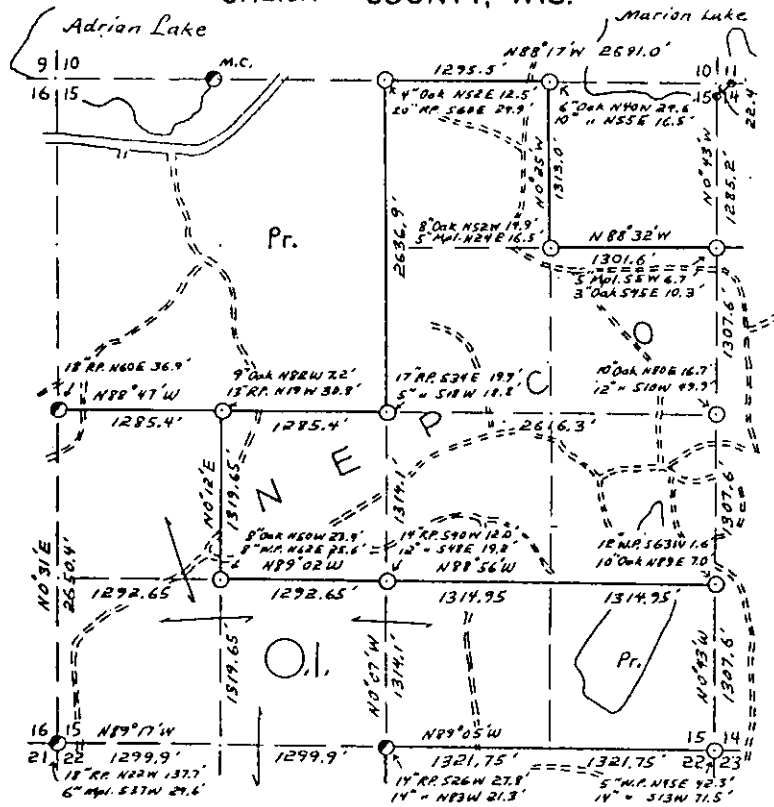 COUNTY, WIS.
Adrian Lake
Marion Lake
N88°17'W 2691.0'
9 10
M.C.
1295.5'
10 11
16 15
4" Oak N52E 12.5'
20" R.P. S60E 29.9'
6" Oak N40W 24.6
10" " N55E 16.5'
15 14
22.4'
N0°25'W
1313.0'
N0°43'W
1285.2'
Pr.
2636.9'
8" Oak N52W 19.9'
5" Mpl. N24E 16.5'
N88°32'W
1301.6'
5" Mpl. S5W 6.7
3" Oak S45E 10.3'
1307.6'
O
18" R.P. N60E 36.9'
9" Oak N82W 7.2'
13" R.P. N19W 30.8'
17" R.P. S34E 19.9'
5" " S18W 18.8'
10" Oak N80E 16.7'
12" " S10W 49.9'
C
N88°47'W
1285.4'
1285.4'
2616.3'
P
E
N
N0°12'E
1319.65'
1314.1'
1307.6'
8" Oak N60W 23.9'
8" W.P. N62E 25.6'
14" R.P. S40W 12.0'
12" " S48E 19.8'
12" W.P. S63W 1.6
10" Oak N89E 7.0'
N0°31'E
2650.4'
N89°02'W
N88°56'W
1292.65
1292.65'
1314.95
1314.95'
O.I.
1319.65'
N0°07'W
1314.1'
Pr.
N0°43'W
1307.6'
16 15
N89°17'W
N89°05'W
15 14
21 22
1299.9'
1299.9'
1321.75'
1321.75'
22 23
18" R.P. N22W 137.7'
6" Mpl. S37W 29.6'
14" R.P. S26W 27.8'
14" " N83W 21.3'
5" W.P. N45E 42.3'
14" " S13W 71.5'